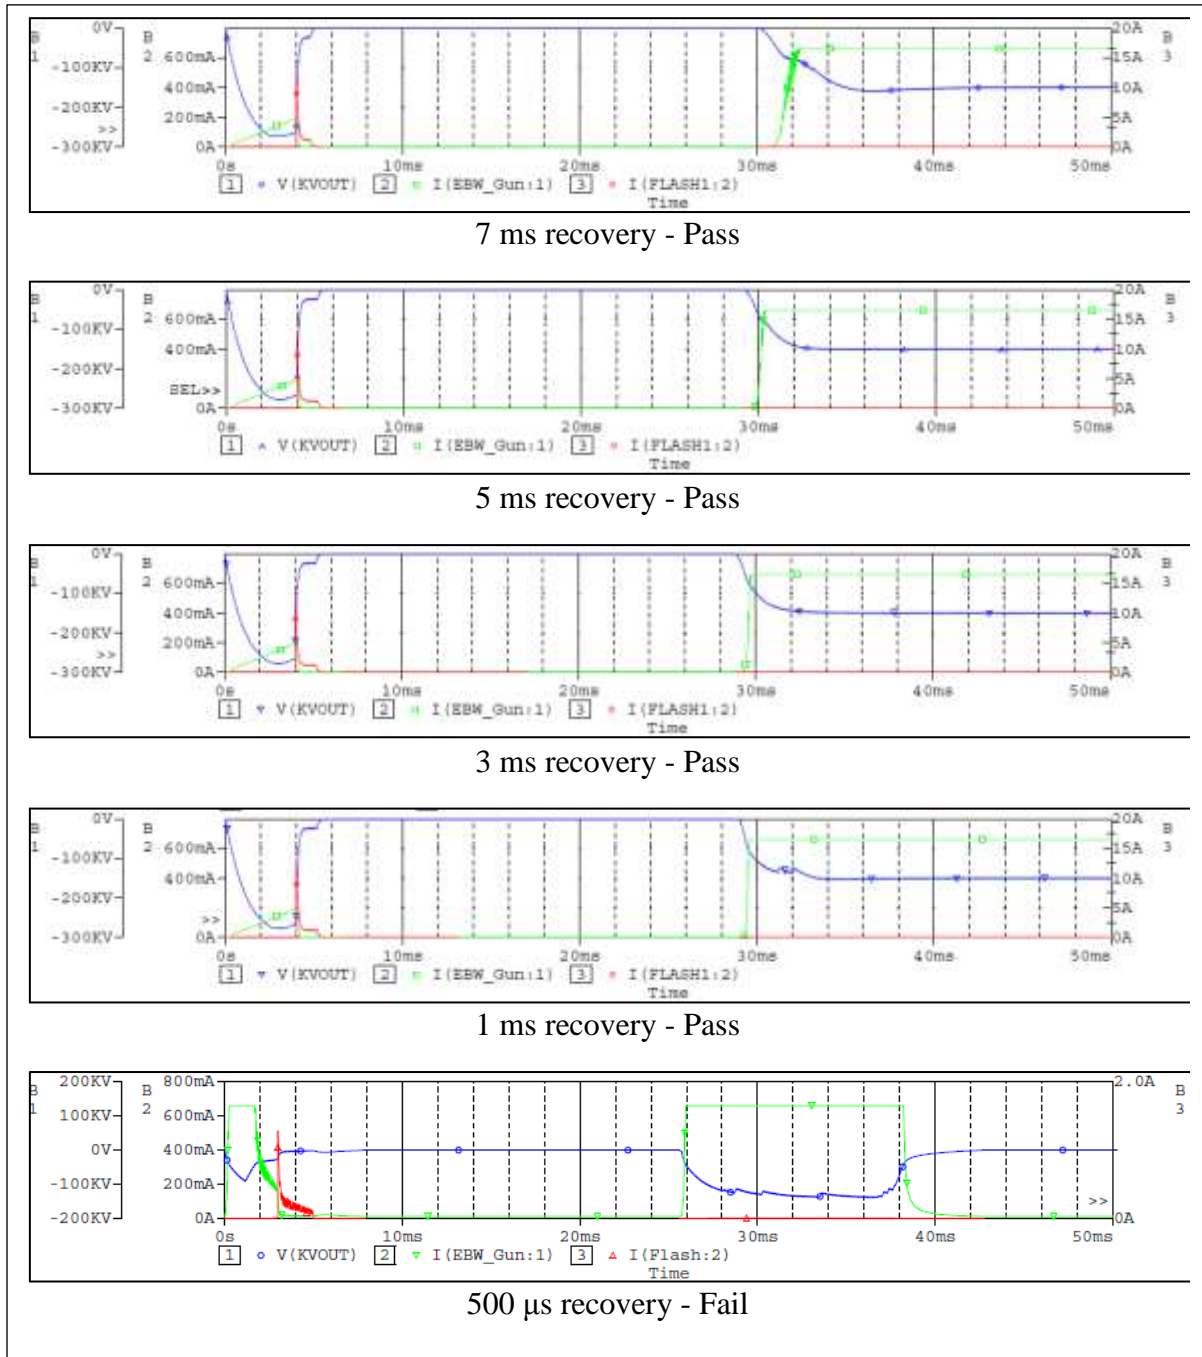 B 1 0V B 2 20A B 3
600mA 15A
-100KV
400mA 10A
-200KV
200mA 5A
>>
-300KV 0A 0A
0s 10ms 20ms 30ms 40ms 50ms
1 V(KVOUT) 2 I(EBW_Gun:1) 3 I(FLASH1:2)
Time
7 ms recovery - Pass
0V B 1 B 2 20A B 3
600mA 15A
-100KV
400mA 10A
-200KV
SEL>> 5A
-300KV 0A 0A
0s 10ms 20ms 30ms 40ms 50ms
1 V(KVOUT) 2 I(EBW_Gun:1) 3 I(FLASH1:2)
Time
5 ms recovery - Pass
B 1 0V B 2 20A B 3
600mA 15A
-100KV
400mA 10A
-200KV
200mA 5A
>>
-300KV 0A 0A
0s 10ms 20ms 30ms 40ms 50ms
1 V(KVOUT) 2 I(EBW_Gun:1) 3 I(FLASH1:2)
Time
3 ms recovery - Pass
B 1 0V B 2 20A B 3
600mA 15A
-100KV
400mA 10A
-200KV
>> 5A
-300KV 0A 0A
0s 10ms 20ms 30ms 40ms 50ms
1 V(KVOUT) 2 I(EBW_Gun:1) 3 I(FLASH1:2)
Time
1 ms recovery - Pass
B 1 200KV B 2 800mA 2.0A B 3
100KV 600mA
0V 400mA
-100KV 200mA
>>
-200KV 0A 0A
0s 10ms 20ms 30ms 40ms 50ms
1 V(KVOUT) 2 I(EBW_Gun:1) 3 I(Flash:2)
Time
500 μs recovery - Fail